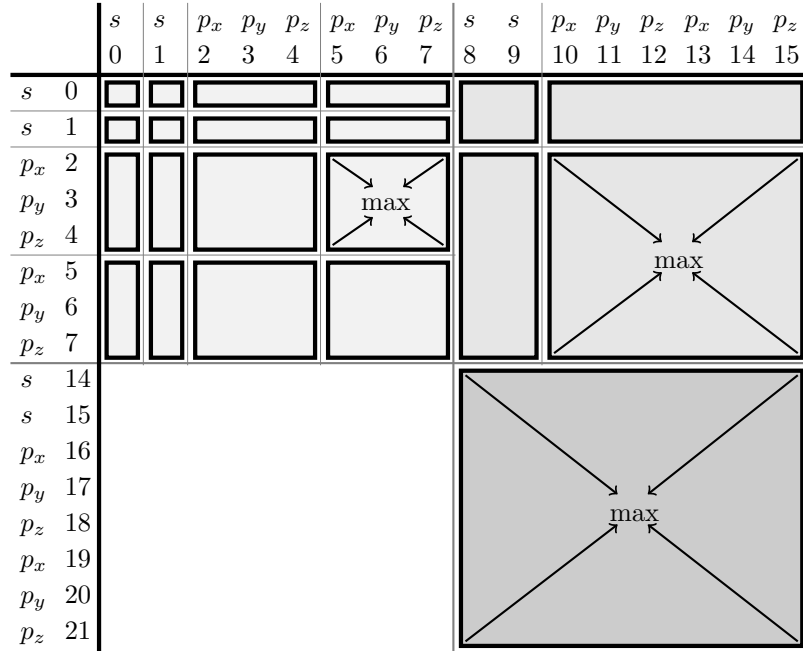 s s p_x p_y p_z p_x p_y p_z s s p_x p_y p_z p_x p_y p_z
0 1 2 3 4 5 6 7 8 9 10 11 12 13 14 15
s 0
s 1
p_x 2
p_y 3 max
p_z 4
p_x 5 max
p_y 6
p_z 7
s 14
s 15
p_x 16
p_y 17
p_z 18 max
p_x 19
p_y 20
p_z 21